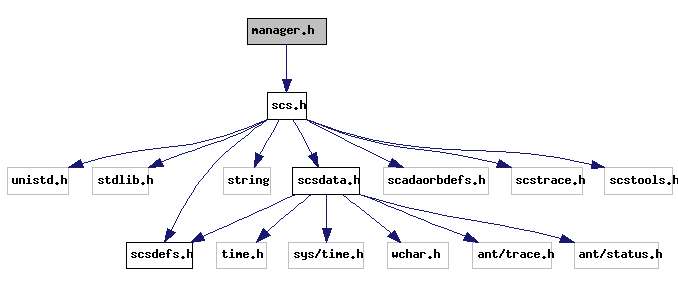 manager.h
scs.h
unistd.h
stdlib.h
string
scsdata.h
scadaorbdefs.h
scstrace.h
scstools.h
scsdefs.h
time.h
sys/time.h
wchar.h
ant/trace.h
ant/status.h